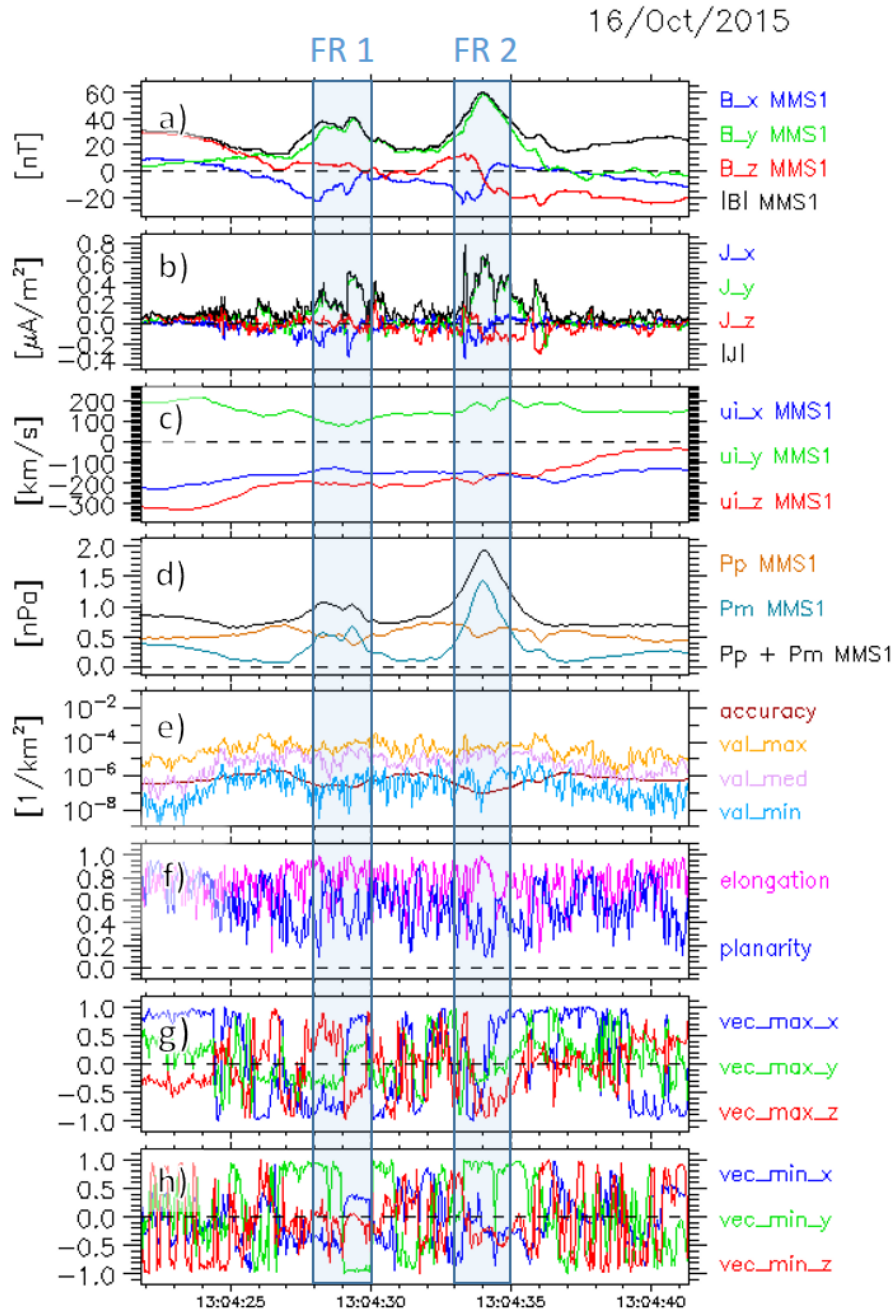 16/Oct/2015
FR 1 FR 2
a)
[nT]
60
40
20
0
−20
B_x MMS1
B_y MMS1
B_z MMS1
|B| MMS1
b)
[μA/m²]
0.8
0.6
0.4
0.2
0.0
−0.2
−0.4
J_x
J_y
J_z
|J|
c)
[km/s]
200
100
0
−100
−200
−300
ui_x MMS1
ui_y MMS1
ui_z MMS1
d)
[nPa]
2.0
1.5
1.0
0.5
0.0
Pp MMS1
Pm MMS1
Pp + Pm MMS1
e)
[1/km²]
10⁻²
10⁻⁴
10⁻⁶
10⁻⁸
accuracy
val_max
val_med
val_min
f)
1.0
0.8
0.6
0.4
0.2
0.0
elongation
planarity
g)
1.0
0.5
0.0
−0.5
−1.0
vec_max_x
vec_max_y
vec_max_z
h)
1.0
0.5
0.0
−0.5
−1.0
vec_min_x
vec_min_y
vec_min_z
13:04:25 13:04:30 13:04:35 13:04:40